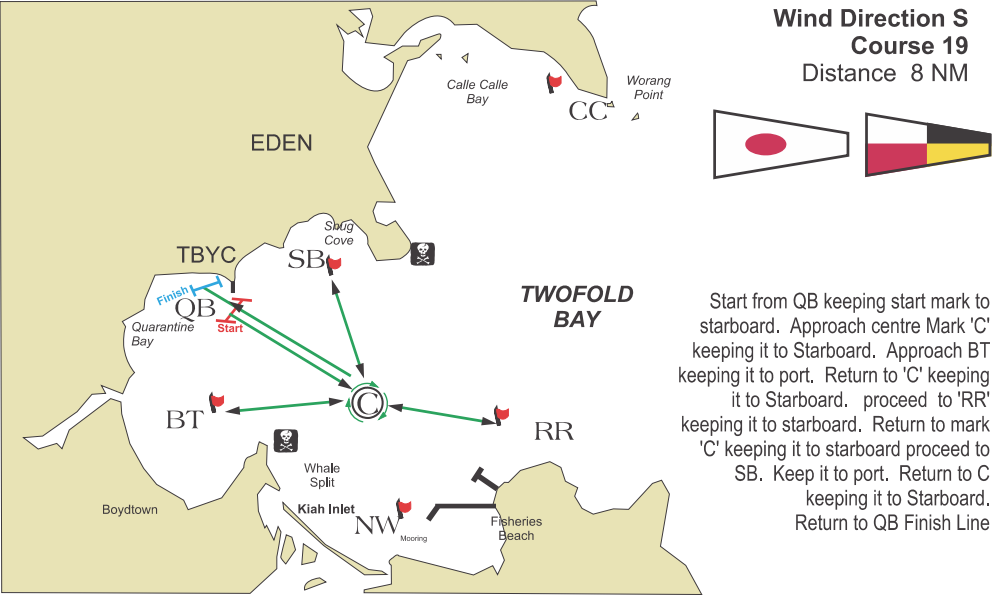 Wind Direction S
Course 19
Distance 8 NM
Calle Calle
Bay
Worang
Point
CC
EDEN
Snug
Cove
SB
TBYC
Finish
QB
Start
Quarantine
Bay
TWOFOLD
BAY
Start from QB keeping start mark to
starboard. Approach centre Mark 'C'
keeping it to Starboard. Approach BT
keeping it to port. Return to 'C' keeping
it to Starboard. proceed to 'RR'
keeping it to starboard. Return to mark
'C' keeping it to starboard proceed to
SB. Keep it to port. Return to C
keeping it to Starboard.
Return to QB Finish Line
C
BT
RR
Whale
Split
Boydtown
Kiah Inlet
NW
Mooring
Fisheries
Beach